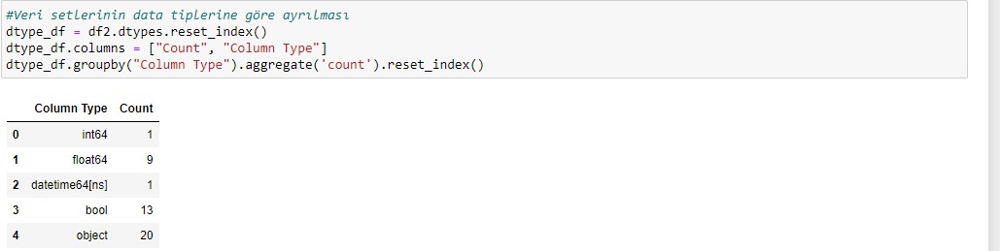 #Veri setlerinin data tiplerine göre ayrılması
dtype_df = df2.dtypes.reset_index()
dtype_df.columns = ["Count", "Column Type"]
dtype_df.groupby("Column Type").aggregate('count').reset_index()
Column Type Count
0 int64 1
1 float64 9
2 datetime64[ns] 1
3 bool 13
4 object 20